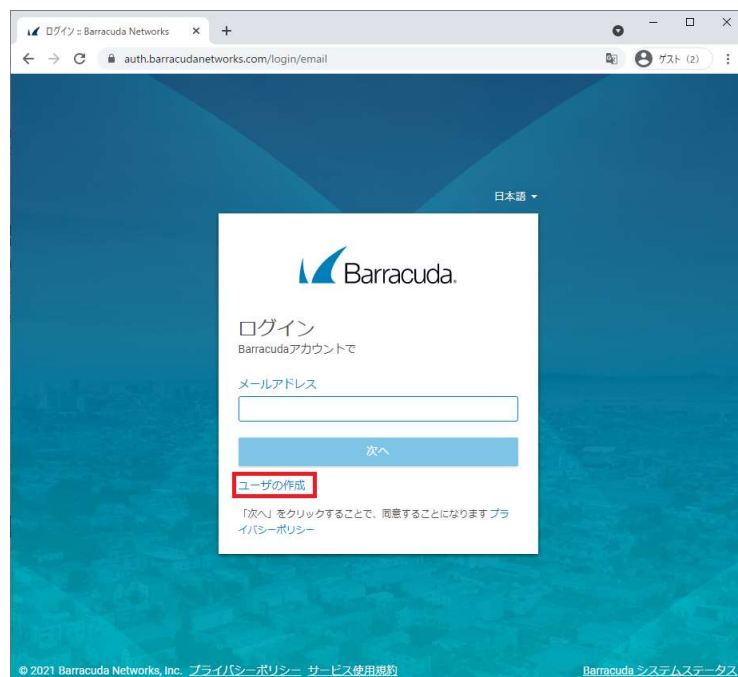 ログイン :: Barracuda Networks
auth.barracudanetworks.com/login/email
ゲスト (2)
日本語
Barracuda.
ログイン
Barracudaアカウントで
メールアドレス
次へ
ユーザの作成
「次へ」をクリックすることで、同意することになります プラ
イバシーポリシー
© 2021 Barracuda Networks, Inc. プライバシーポリシー サービス使用規約
Barracuda システムステータス